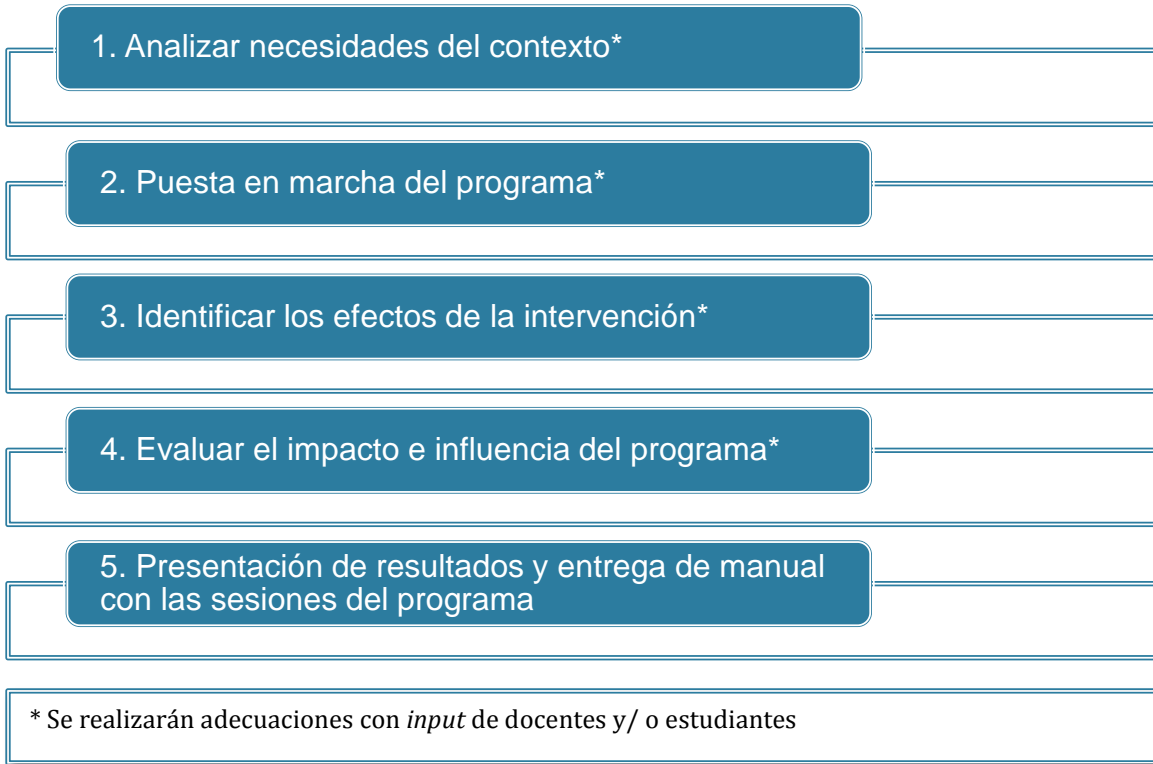 1. Analizar necesidades del contexto*
2. Puesta en marcha del programa*
3. Identificar los efectos de la intervención*
4. Evaluar el impacto e influencia del programa*
5. Presentación de resultados y entrega de manual
con las sesiones del programa
* Se realizarán adecuaciones con input de docentes y/ o estudiantes